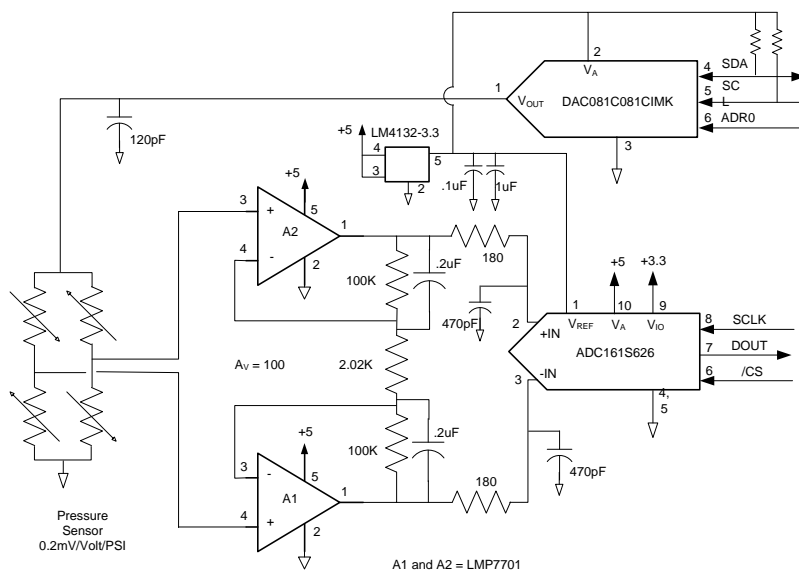 2
VA
4
SDA
1
VOUT
DAC081C081CIMK
5
SC
L
6
ADR0
3
120pF
+5
LM4132-3.3
4
5
3
2
.1uF
1uF
+5
3
+
5
1
A2
4
-
2
100K
.2uF
180
470pF
+5
+3.3
1
10
9
2
+IN
VREF
VA
VIO
8
SCLK
ADC161S626
7
DOUT
3
-IN
6
/CS
4,
5
AV = 100
2.02K
+5
100K
.2uF
3
-
5
A1
1
4
+
2
180
470pF
Pressure
Sensor
0.2mV/Volt/PSI
A1 and A2 = LMP7701